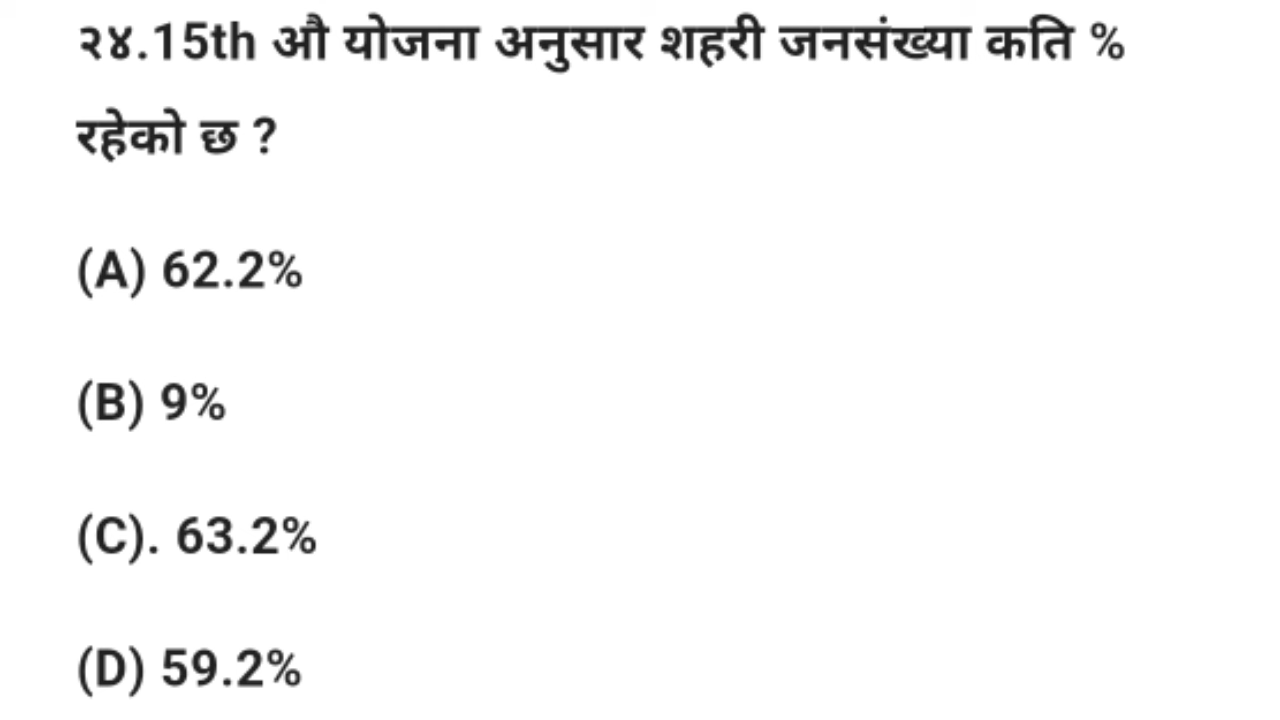 २४.15th औ योजना अनुसार शहरी जनसंख्या कति %
रहेको छ ?
(A) 62.2%
(B) 9%
(C). 63.2%
(D) 59.2%